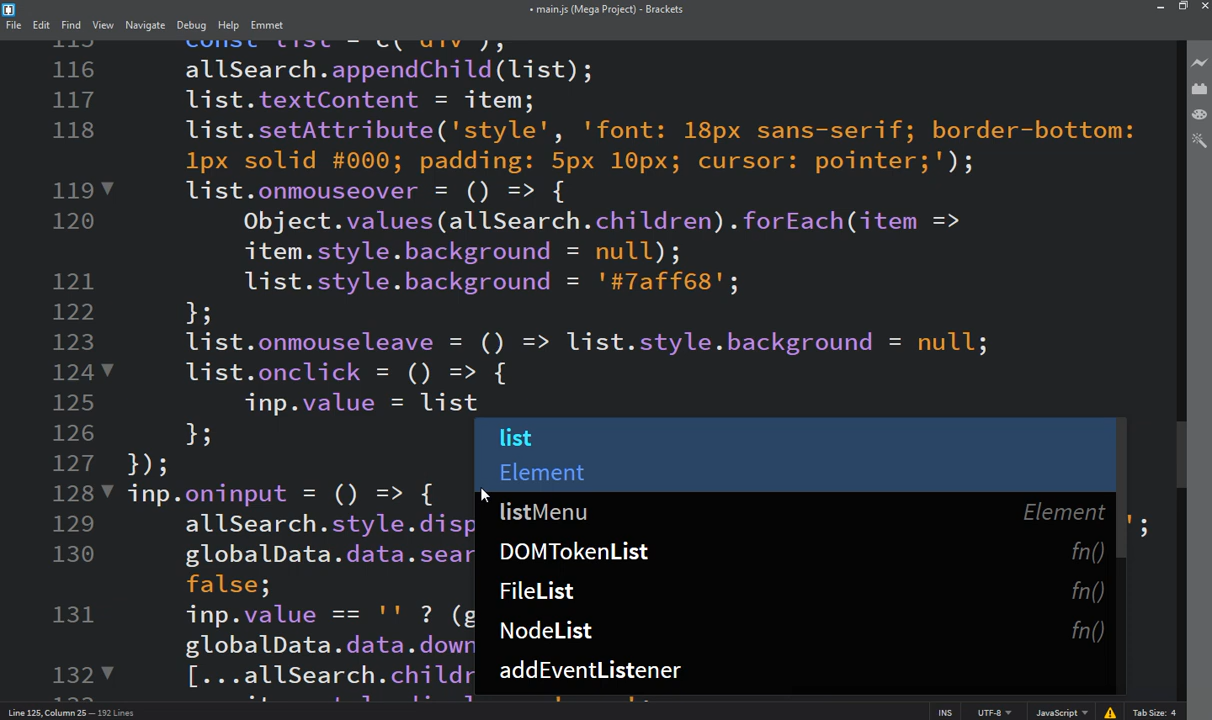 • main.js (Mega Project) - Brackets
File Edit Find View Navigate Debug Help Emmet
115 const list = c('div');
116 allSearch.appendChild(list);
117 list.textContent = item;
118 list.setAttribute('style', 'font: 18px sans-serif; border-bottom:
1px solid #000; padding: 5px 10px; cursor: pointer;');
119 list.onmouseover = () => {
120 Object.values(allSearch.children).forEach(item =>
item.style.background = null);
121 list.style.background = '#7aff68';
122 };
123 list.onmouseleave = () => list.style.background = null;
124 list.onclick = () => {
125 inp.value = list
126 };
127 });
128 inp.oninput = () => {
129 allSearch.style.disp ';
130 globalData.data.sear
false;
131 inp.value == '' ? (g
globalData.data.down
132 [...allSearch.childr
list
Element
listMenu Element
DOMTokenList fn()
FileList fn()
NodeList fn()
addEventListener
Line 125, Column 25 — 192 Lines INS UTF-8 JavaScript Tab Size: 4